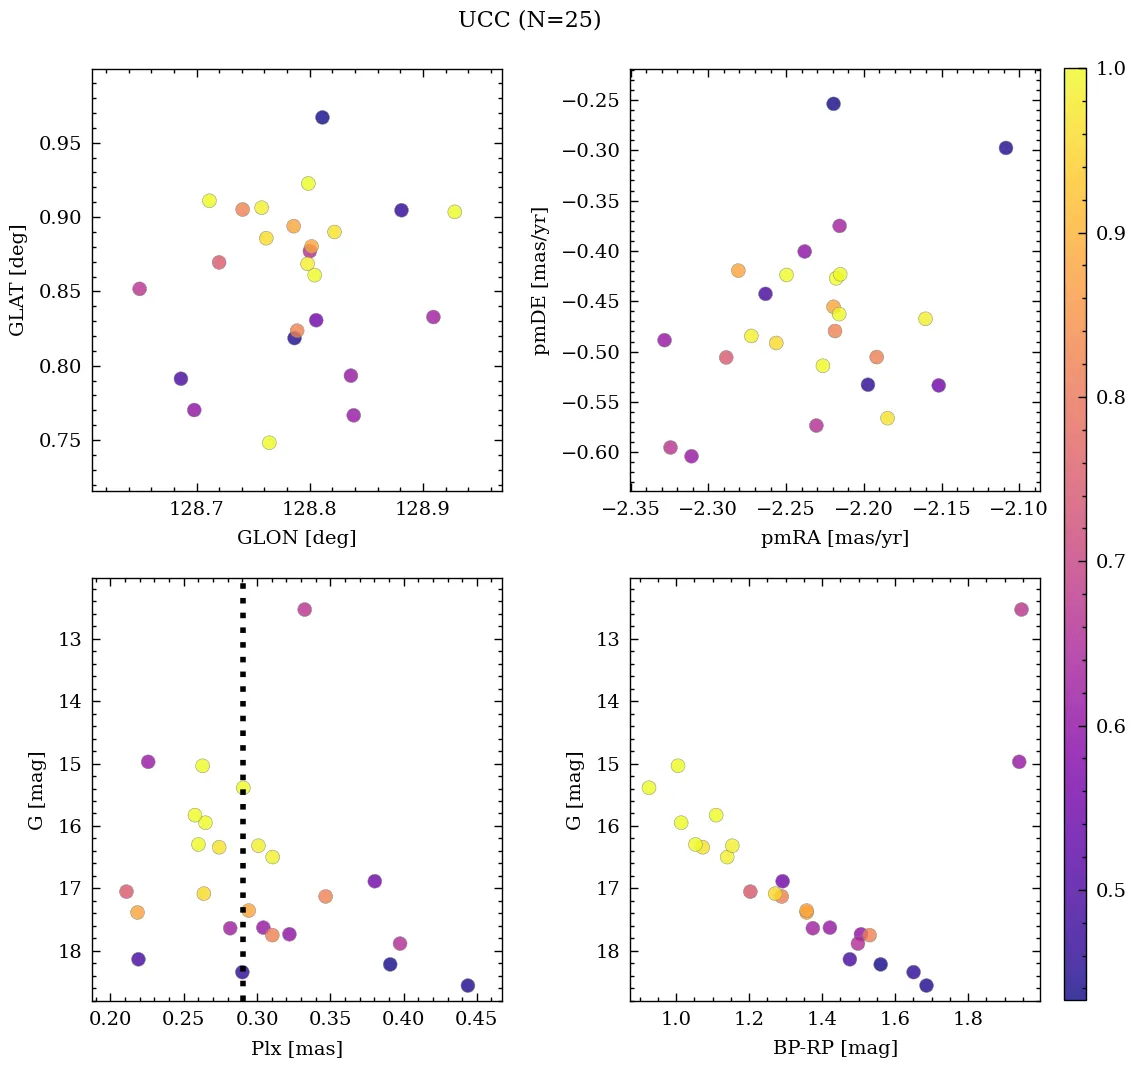 UCC (N=25)
0.95
0.90
0.85
0.80
0.75
GLAT [deg]
128.7 128.8 128.9
GLON [deg]
−0.25
−0.30
−0.35
−0.40
−0.45
−0.50
−0.55
−0.60
pmDE [mas/yr]
−2.35 −2.30 −2.25 −2.20 −2.15 −2.10
pmRA [mas/yr]
13
14
15
16
17
18
G [mag]
0.20 0.25 0.30 0.35 0.40 0.45
Plx [mas]
13
14
15
16
17
18
G [mag]
1.0 1.2 1.4 1.6 1.8
BP-RP [mag]
1.0
0.9
0.8
0.7
0.6
0.5